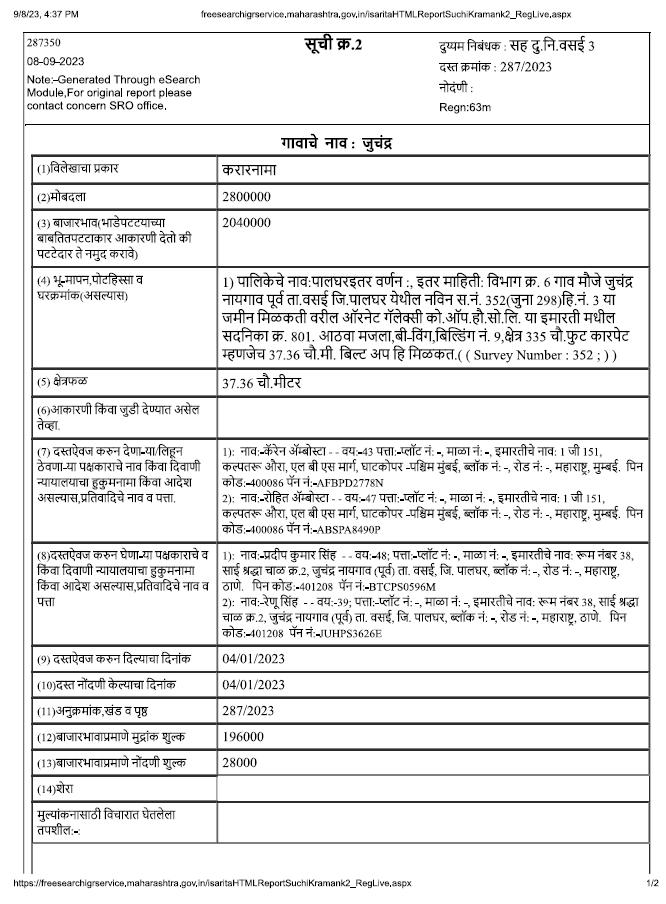 9/8/23, 4:37 PM freesearchigrservice.maharashtra.gov.in/isaritaHTMLReportSuchiKramank2_RegLive.aspx
287350
08-09-2023
Note:-Generated Through eSearch
Module,For original report please
contact concern SRO office.
सूची क्र.2
दुय्यम निबंधक : सह दु.नि.वसई 3
दस्त क्रमांक : 287/2023
नोदंणी :
Regn:63m
गावाचे नाव : जुचंद्र
(1)विलेखाचा प्रकार
करारनामा
(2)मोबदला
2800000
(3) बाजारभाव(भाडेपटटयाच्या
बाबतितपटटाकार आकारणी देतो की
पटटेदार ते नमुद करावे)
2040000
(4) भू-मापन,पोटहिस्सा व
घरक्रमांक(असल्यास)
1) पालिकेचे नाव:पालघरइतर वर्णन :, इतर माहिती: विभाग क्र. 6 गाव मौजे जुचंद्र
नायगाव पूर्व ता.वसई जि.पालघर येथील नविन स.नं. 352(जुना 298)हि.नं. 3 या
जमीन मिळकती वरील ऑरनेट गॅलेक्सी को.ऑप.हौ.सो.लि. या इमारती मधील
सदनिका क्र. 801. आठवा मजला,बी-विंग,बिल्डिंग नं. 9,क्षेत्र 335 चौ.फुट कारपेट
म्हणजेच 37.36 चौ.मी. बिल्ट अप हि मिळकत.( ( Survey Number : 352 ; ) )
(5) क्षेत्रफळ
37.36 चौ.मीटर
(6)आकारणी किंवा जुडी देण्यात असेल
तेव्हा.
(7) दस्तऐवज करुन देणा-या/लिहून
ठेवणा-या पक्षकाराचे नाव किंवा दिवाणी
न्यायालयाचा हुकुमनामा किंवा आदेश
असल्यास,प्रतिवादिचे नाव व पत्ता.
1): नाव:-कॅरेन ॲम्बोस्टा - - वय:-43 पत्ता:-प्लॉट नं: -, माळा नं: -, इमारतीचे नाव: 1 जी 151,
कल्पतरू औरा, एल बी एस मार्ग, घाटकोपर -पश्चिम मुंबई, ब्लॉक नं: -, रोड नं: -, महाराष्ट्र, मुम्बई. पिन
कोड:-400086 पॅन नं:-AFBPD2778N
2): नाव:-रोहित ॲम्बोस्टा - - वय:-47 पत्ता:-प्लॉट नं: -, माळा नं: -, इमारतीचे नाव: 1 जी 151,
कल्पतरू औरा, एल बी एस मार्ग, घाटकोपर -पश्चिम मुंबई, ब्लॉक नं: -, रोड नं: -, महाराष्ट्र, मुम्बई. पिन
कोड:-400086 पॅन नं:-ABSPA8490P
(8)दस्तऐवज करुन घेणा-या पक्षकाराचे व
किंवा दिवाणी न्यायालयाचा हुकुमनामा
किंवा आदेश असल्यास,प्रतिवादिचे नाव व
पत्ता
1): नाव:-प्रदीप कुमार सिंह - - वय:-48; पत्ता:-प्लॉट नं: -, माळा नं: -, इमारतीचे नाव: रूम नंबर 38,
साई श्रद्धा चाळ क्र.2, जुचंद्र नायगाव (पूर्व) ता. वसई, जि. पालघर, ब्लॉक नं: -, रोड नं: -, महाराष्ट्र,
ठाणे. पिन कोड:-401208 पॅन नं:-BTCPS0596M
2): नाव:-रेणू सिंह - - वय:-39; पत्ता:-प्लॉट नं: -, माळा नं: -, इमारतीचे नाव: रूम नंबर 38, साई श्रद्धा
चाळ क्र.2, जुचंद्र नायगाव (पूर्व) ता. वसई, जि. पालघर, ब्लॉक नं: -, रोड नं: -, महाराष्ट्र, ठाणे. पिन
कोड:-401208 पॅन नं:-JUHPS3626E
(9) दस्तऐवज करुन दिल्याचा दिनांक
04/01/2023
(10)दस्त नोंदणी केल्याचा दिनांक
04/01/2023
(11)अनुक्रमांक,खंड व पृष्ठ
287/2023
(12)बाजारभावाप्रमाणे मुद्रांक शुल्क
196000
(13)बाजारभावाप्रमाणे नोंदणी शुल्क
28000
(14)शेरा
मुल्यांकनासाठी विचारात घेतलेला
तपशील:-:
https://freesearchigrservice.maharashtra.gov.in/isaritaHTMLReportSuchiKramank2_RegLive.aspx 1/2